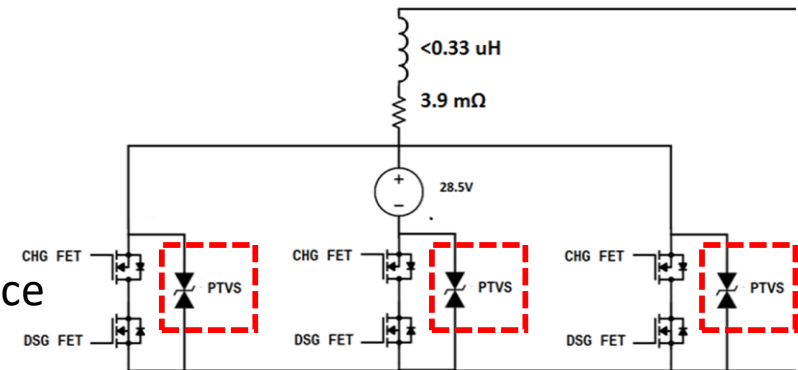 <0.33 uH
3.9 mΩ
+
28.5V
−
CHG FET
PTVS
CHG FET
PTVS
CHG FET
PTVS
ce
DSG FET
DSG FET
DSG FET